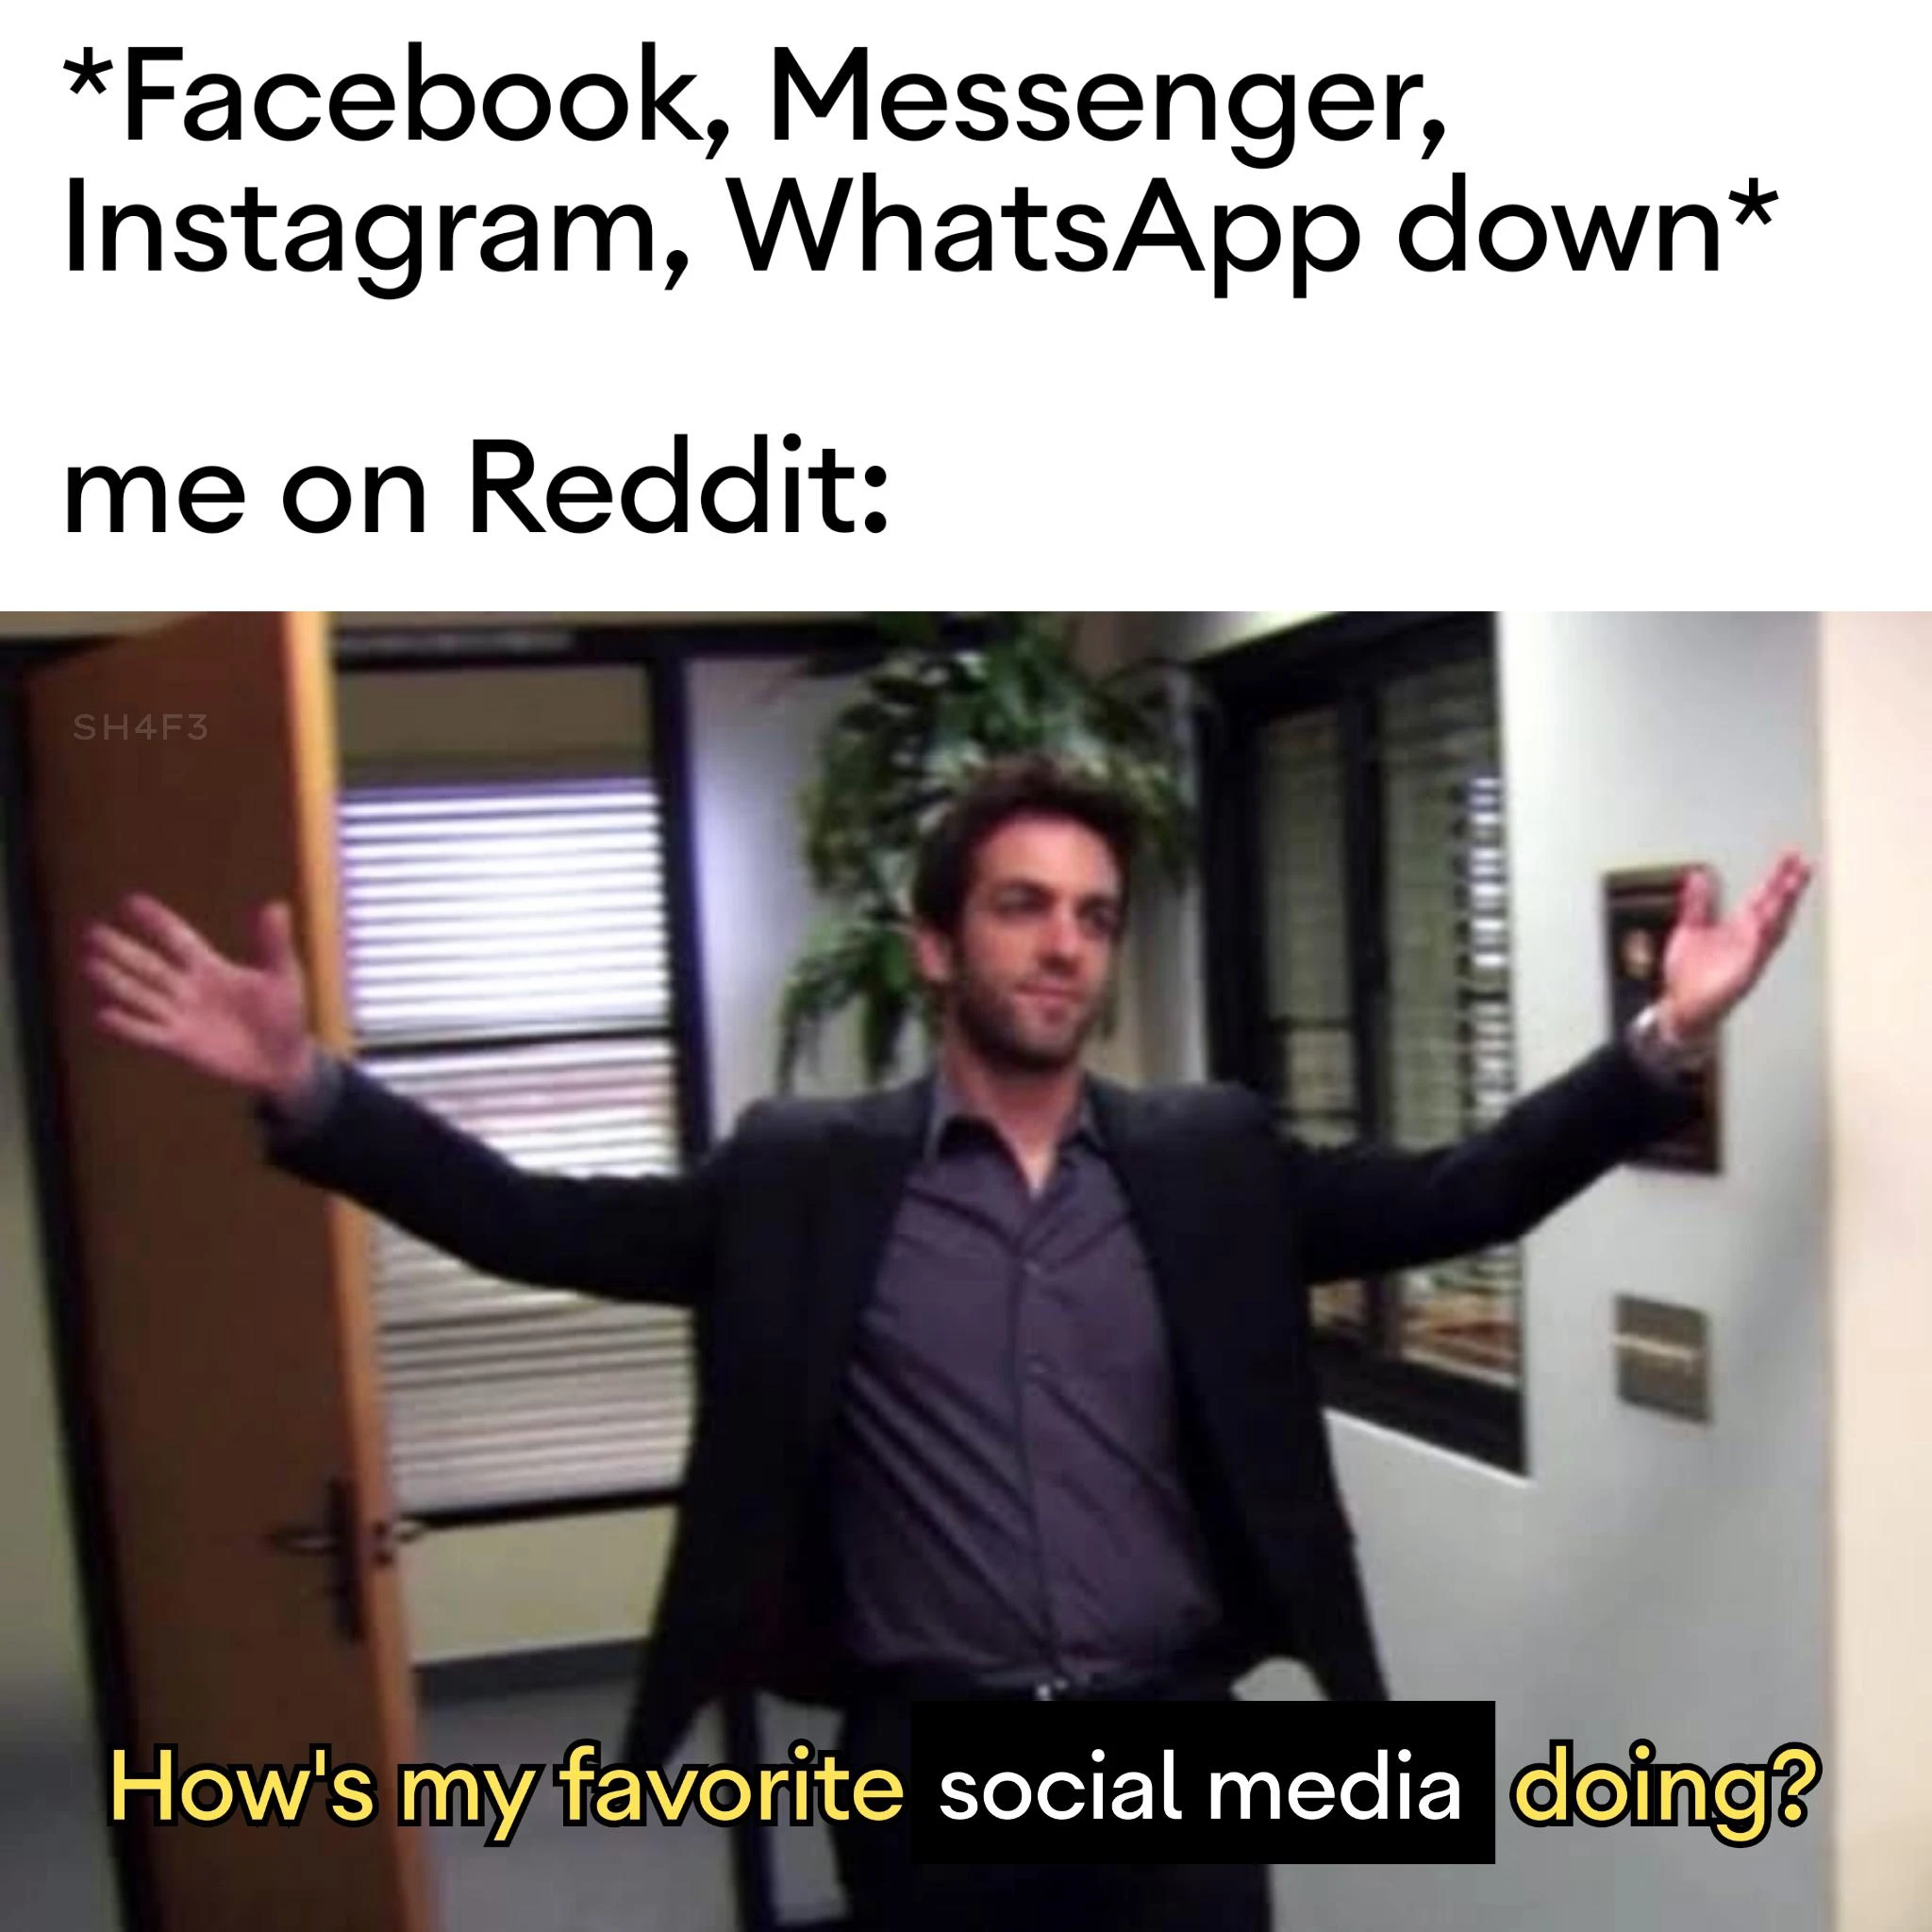 *Facebook, Messenger,
Instagram, WhatsApp down*
me on Reddit:
SH4F3
How's my favorite social media doing?